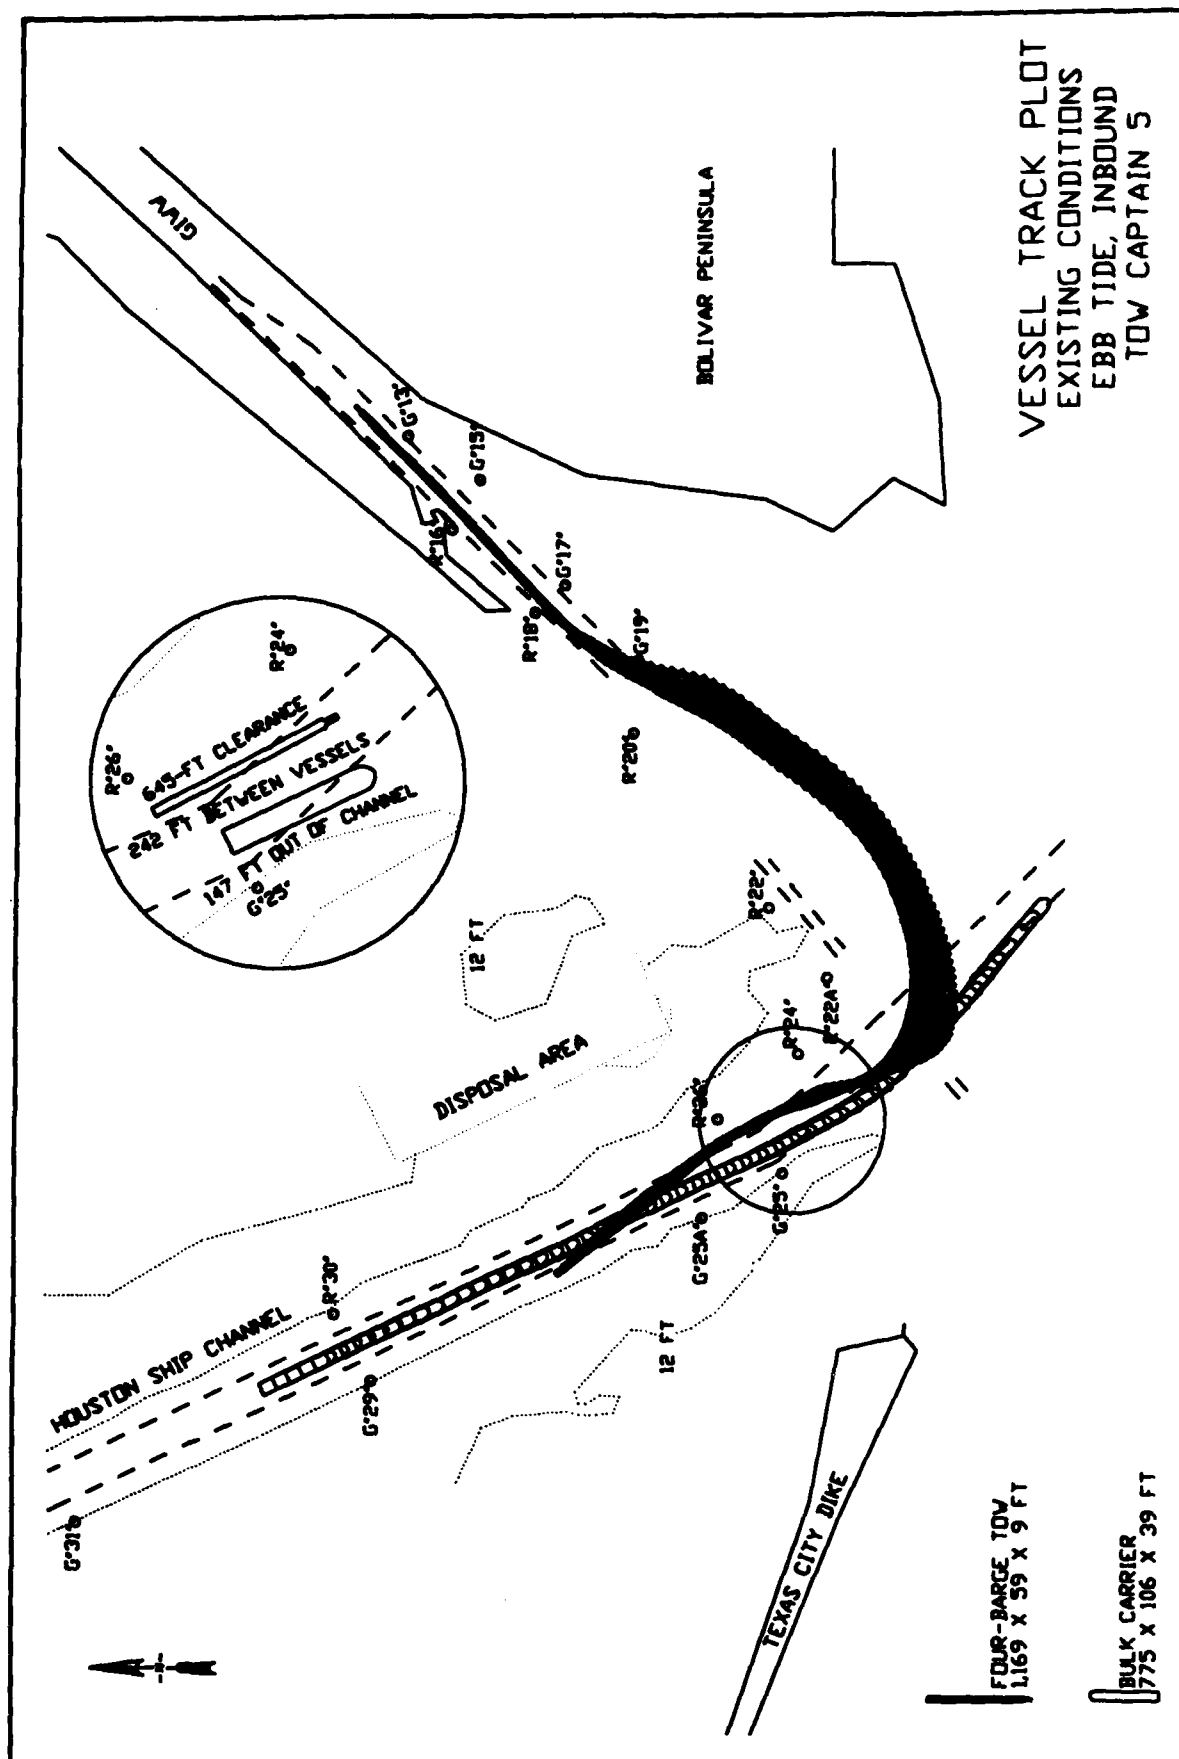 VESSEL TRACK PLOT
EXISTING CONDITIONS
EBB TIDE, INBOUND
TOW CAPTAIN 5
GIWW
BOLIVAR PENINSULA
G"13"
G"15"
R"16"
G"17"
R"18"
G"19"
R"20"
R"22"
R"22A"
R"24"
R"26"
G"25"
G"25A"
12 FT
DISPOSAL AREA
R"24"
R"26"
645-FT CLEARANCE
242 FT BETWEEN VESSELS
147 FT OUT OF CHANNEL
G"25"
HOUSTON SHIP CHANNEL
R"30"
G"29"
G"31"
12 FT
TEXAS CITY DIKE
-N-
FOUR-BARGE TOW
1,169 X 59 X 9 FT
BULK CARRIER
775 X 106 X 39 FT